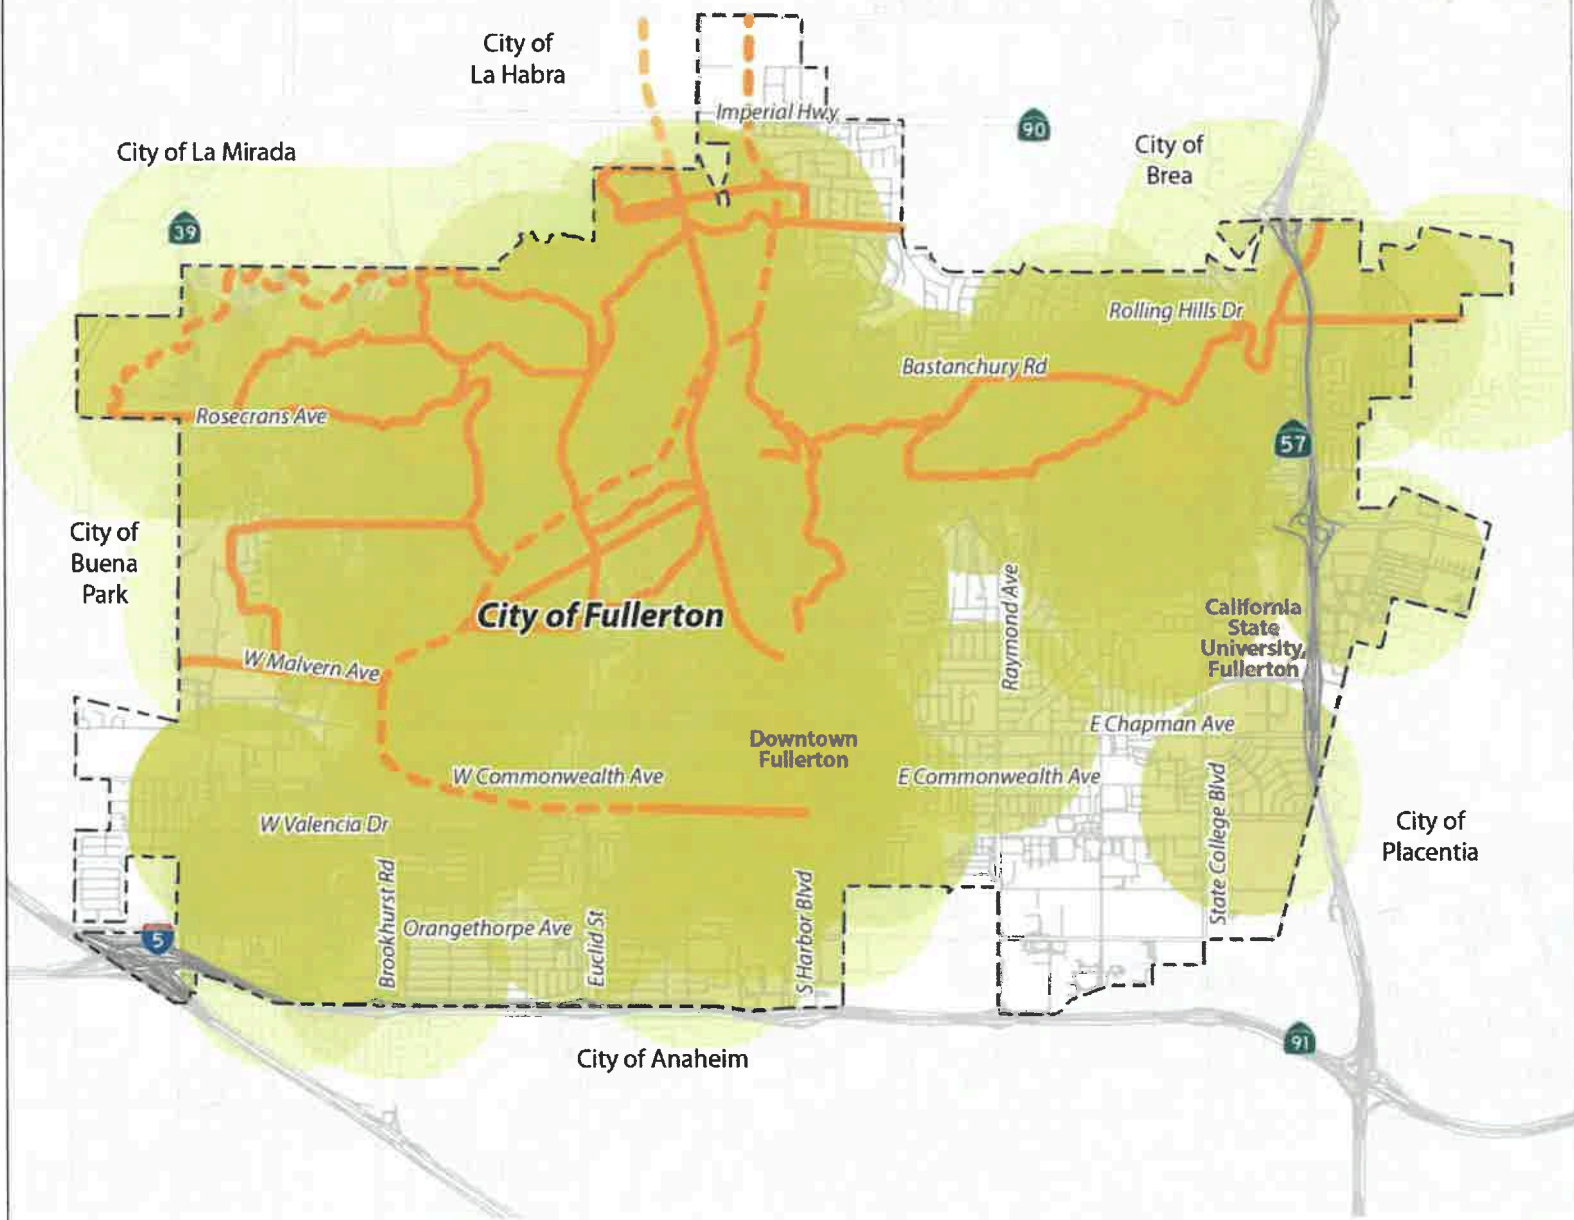 City of
La Habra
Imperial Hwy
90
City of La Mirada
City of
Brea
39
Rolling Hills Dr
Bastanchury Rd
Rosecrans Ave
57
City of
Buena
Park
Raymond Ave
City of Fullerton
California
State
University,
Fullerton
W Malvern Ave
E Chapman Ave
Downtown
Fullerton
W Commonwealth Ave
E Commonwealth Ave
W Valencia Dr
State College Blvd
City of
Placentia
Brookhurst Rd
Orangethorpe Ave
Euclid St
S Harbor Blvd
5
City of Anaheim
91